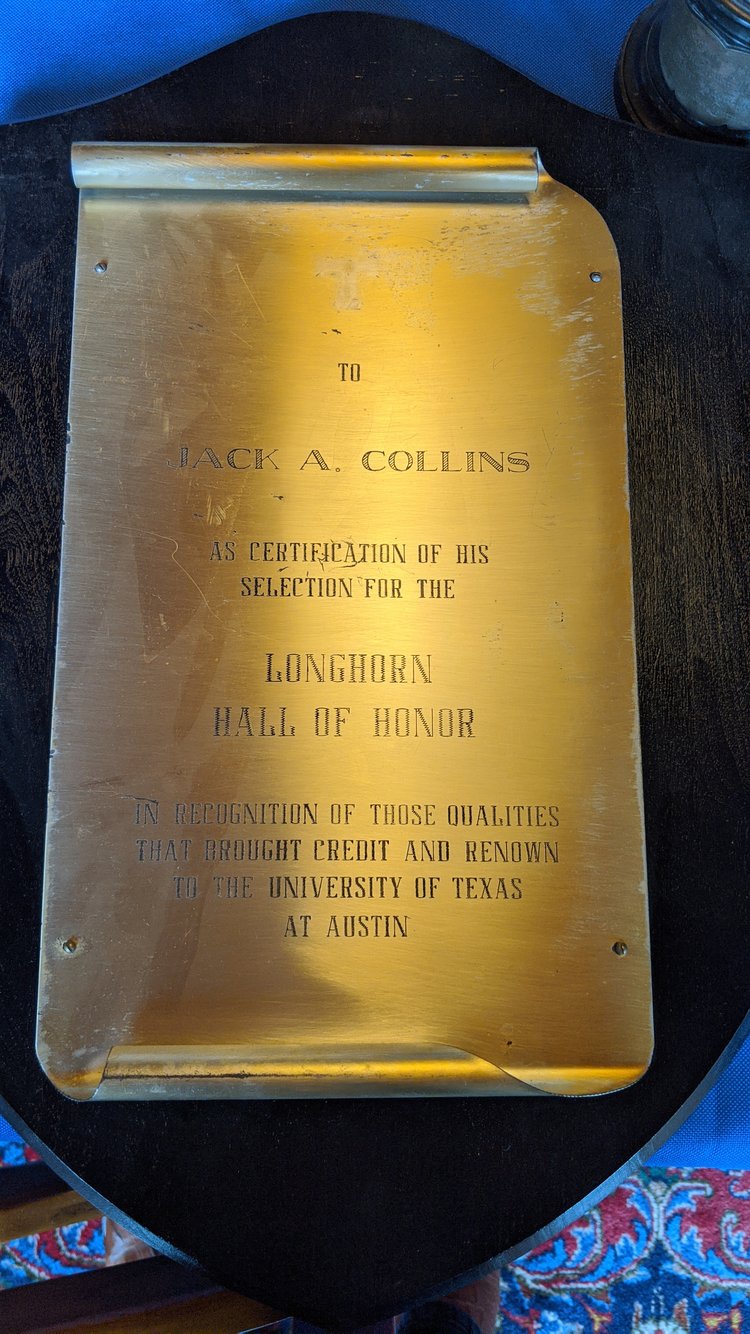 TO
JACK A. COLLINS
AS CERTIFICATION OF HIS
SELECTION FOR THE
LONGHORN
HALL OF HONOR
IN RECOGNITION OF THOSE QUALITIES
THAT BROUGHT CREDIT AND RENOWN
TO THE UNIVERSITY OF TEXAS
AT AUSTIN